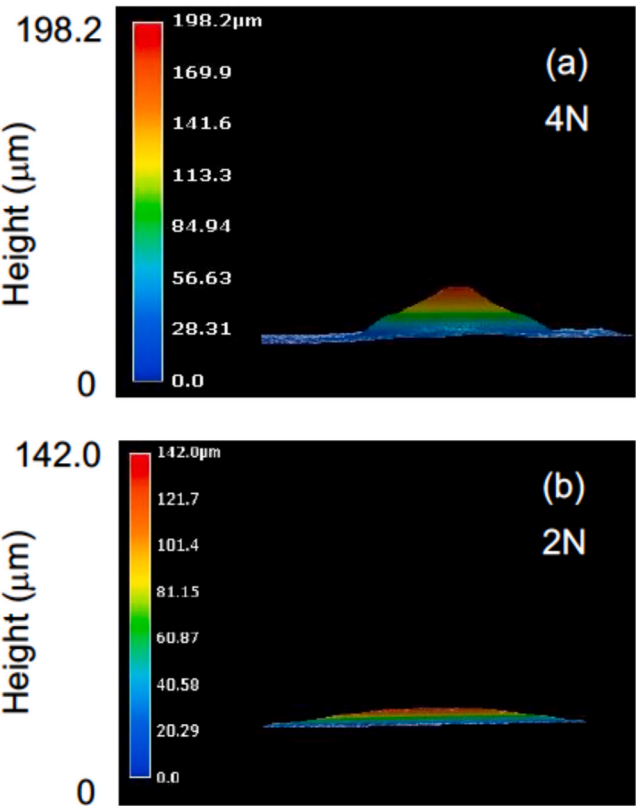 198.2
198.2µm
169.9
141.6
113.3
84.94
56.63
28.31
0.0
0
Height (μm)
(a)
4N
142.0
142.0µm
121.7
101.4
81.15
60.87
40.58
20.29
0.0
0
Height (μm)
(b)
2N